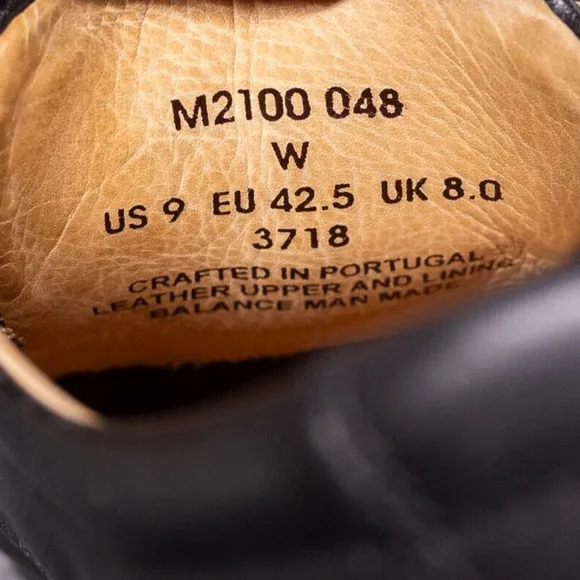 M2100 048
W
US 9 EU 42.5 UK 8.0
3718
CRAFTED IN PORTUGAL
LEATHER UPPER AND LINING
BALANCE MAN MADE